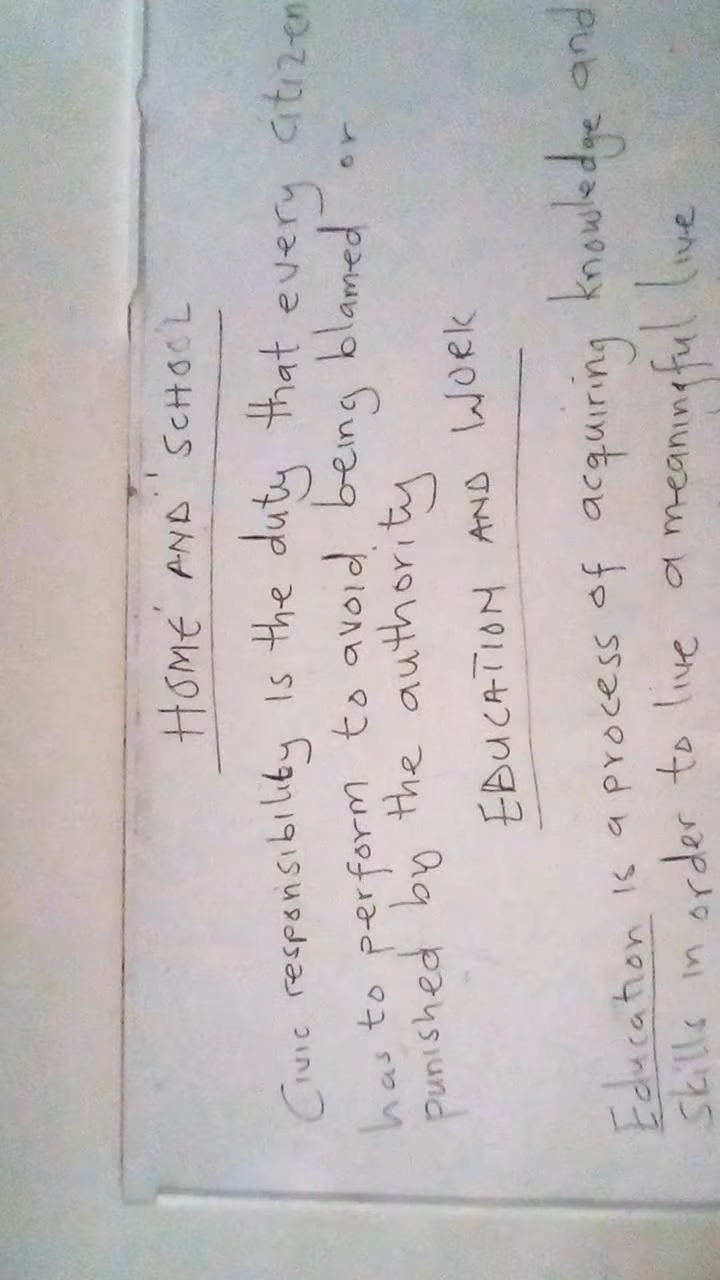 HOME AND SCHOOL
Civic responsibility is the duty that every citizen
has to perform to avoid being blamed or
punished by the authority
EDUCATION AND WORK
Education is a process of acquiring knowledge and
skills in order to live a meaningful live